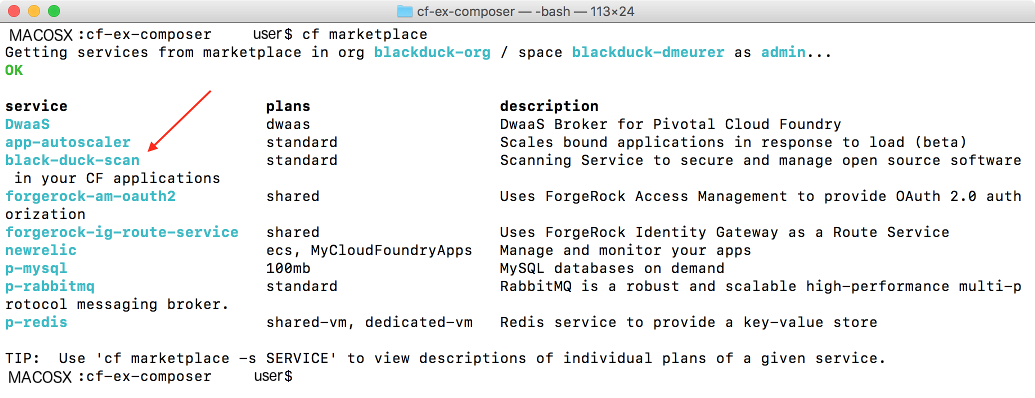 cf-ex-composer — -bash — 113×24
MACOSX :cf-ex-composer user$ cf marketplace
Getting services from marketplace in org blackduck-org / space blackduck-dmeurer as admin...
OK
service plans description
DwaaS dwaas DwaaS Broker for Pivotal Cloud Foundry
app-autoscaler standard Scales bound applications in response to load (beta)
black-duck-scan standard Scanning Service to secure and manage open source software
in your CF applications
forgerock-am-oauth2 shared Uses ForgeRock Access Management to provide OAuth 2.0 auth
orization
forgerock-ig-route-service shared Uses ForgeRock Identity Gateway as a Route Service
newrelic ecs, MyCloudFoundryApps Manage and monitor your apps
p-mysql 100mb MySQL databases on demand
p-rabbitmq standard RabbitMQ is a robust and scalable high-performance multi-p
rotocol messaging broker.
p-redis shared-vm, dedicated-vm Redis service to provide a key-value store
TIP: Use 'cf marketplace -s SERVICE' to view descriptions of individual plans of a given service.
MACOSX :cf-ex-composer user$